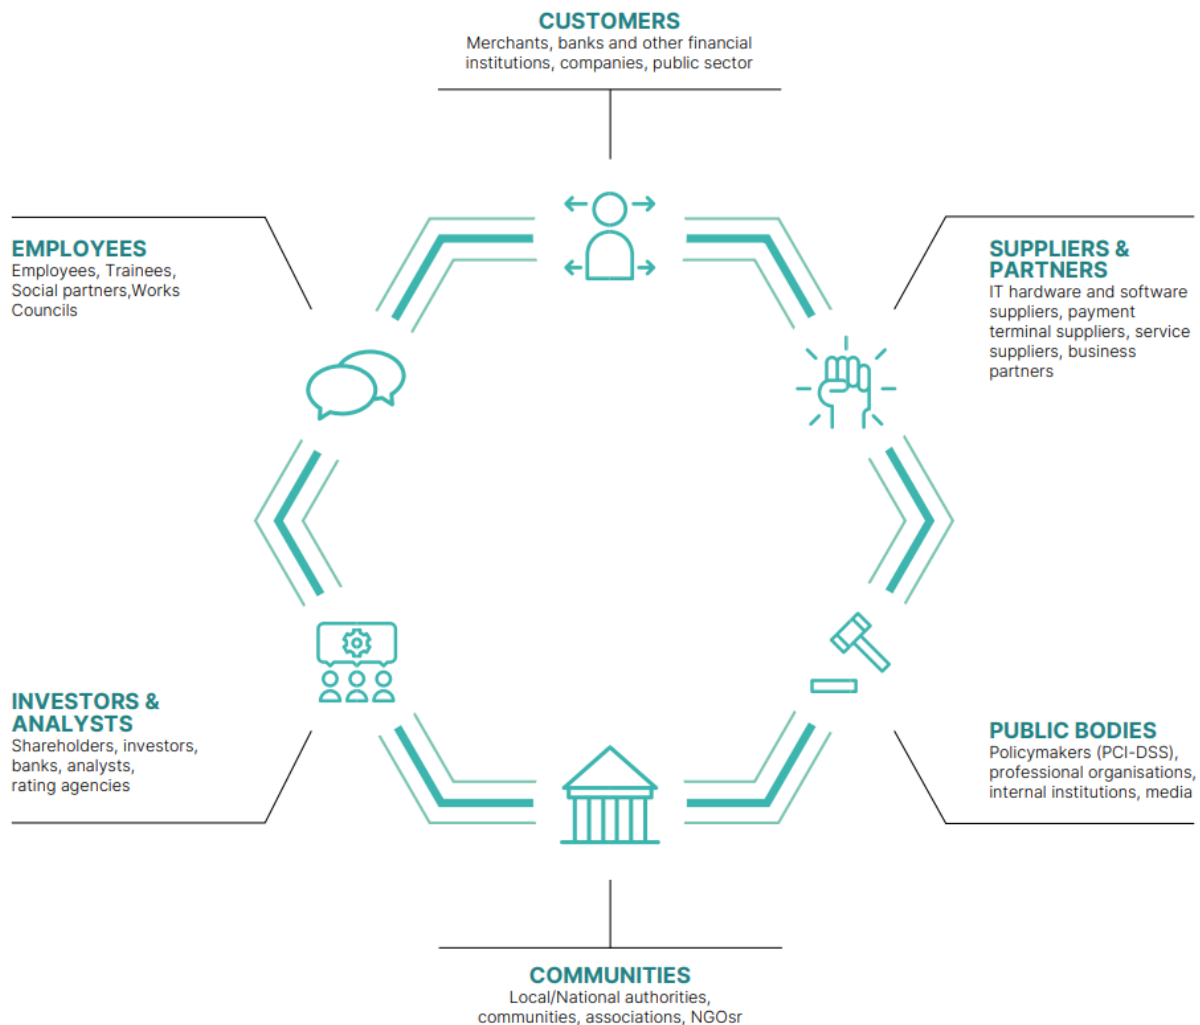 CUSTOMERS
Merchants, banks and other financial
institutions, companies, public sector
EMPLOYEES
Employees, Trainees,
Social partners,Works
Councils
SUPPLIERS &
PARTNERS
IT hardware and software
suppliers, payment
terminal suppliers, service
suppliers, business
partners
INVESTORS &
ANALYSTS
Shareholders, investors,
banks, analysts,
rating agencies
PUBLIC BODIES
Policymakers (PCI-DSS),
professional organisations,
internal institutions, media
COMMUNITIES
Local/National authorities,
communities, associations, NGOsr